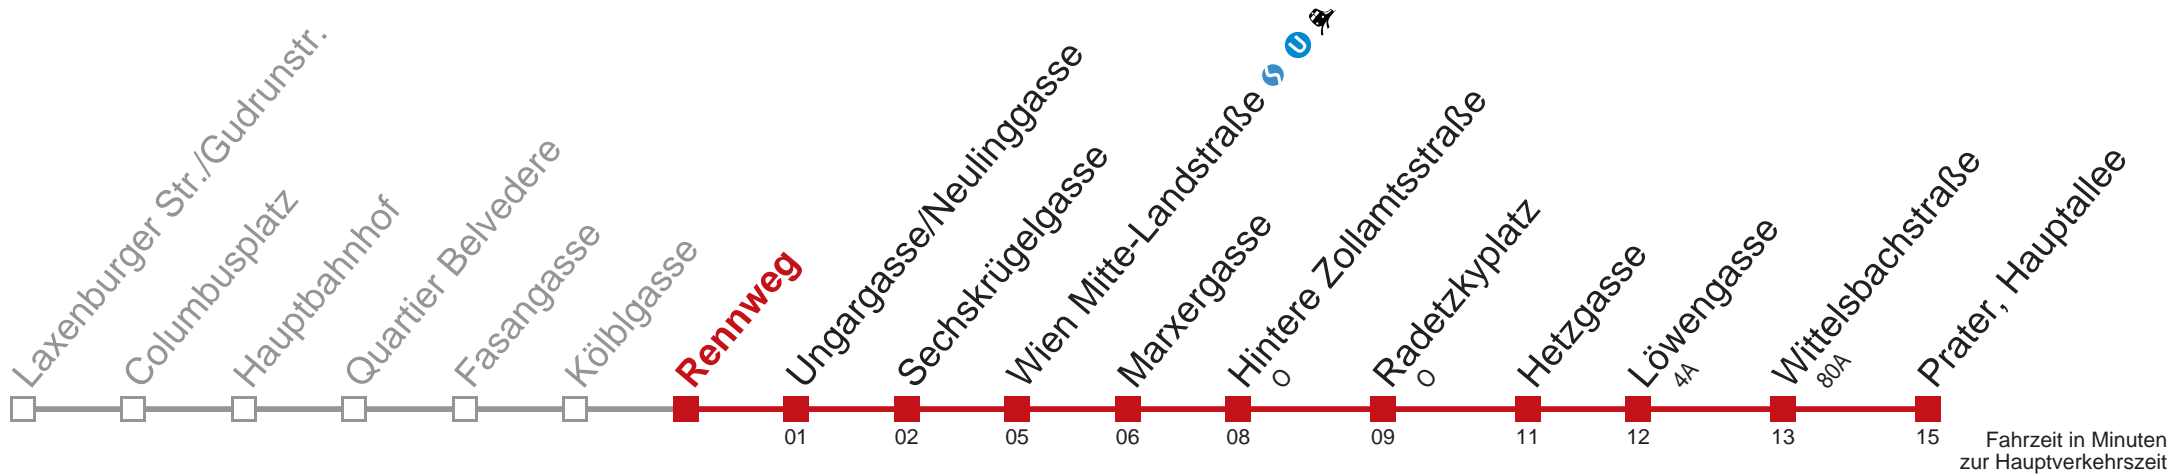 Laxenburger Str./Gudrunstr.
Columbusplatz
Hauptbahnhof
Quartier Belvedere
Fasangasse
Kölblgasse
Rennweg
Ungargasse/Neulinggasse
Sechskrügelgasse
Wien Mitte-Landstraße S U
Marxergasse
Hintere Zollamtsstraße
O
Radetzkyplatz
O
Hetzgasse
Löwengasse
4A
Wittelsbachstraße
80A
Prater, Hauptallee
01 02 05 06 08 09 11 12 13 15
Fahrzeit in Minuten
zur Hauptverkehrszeit